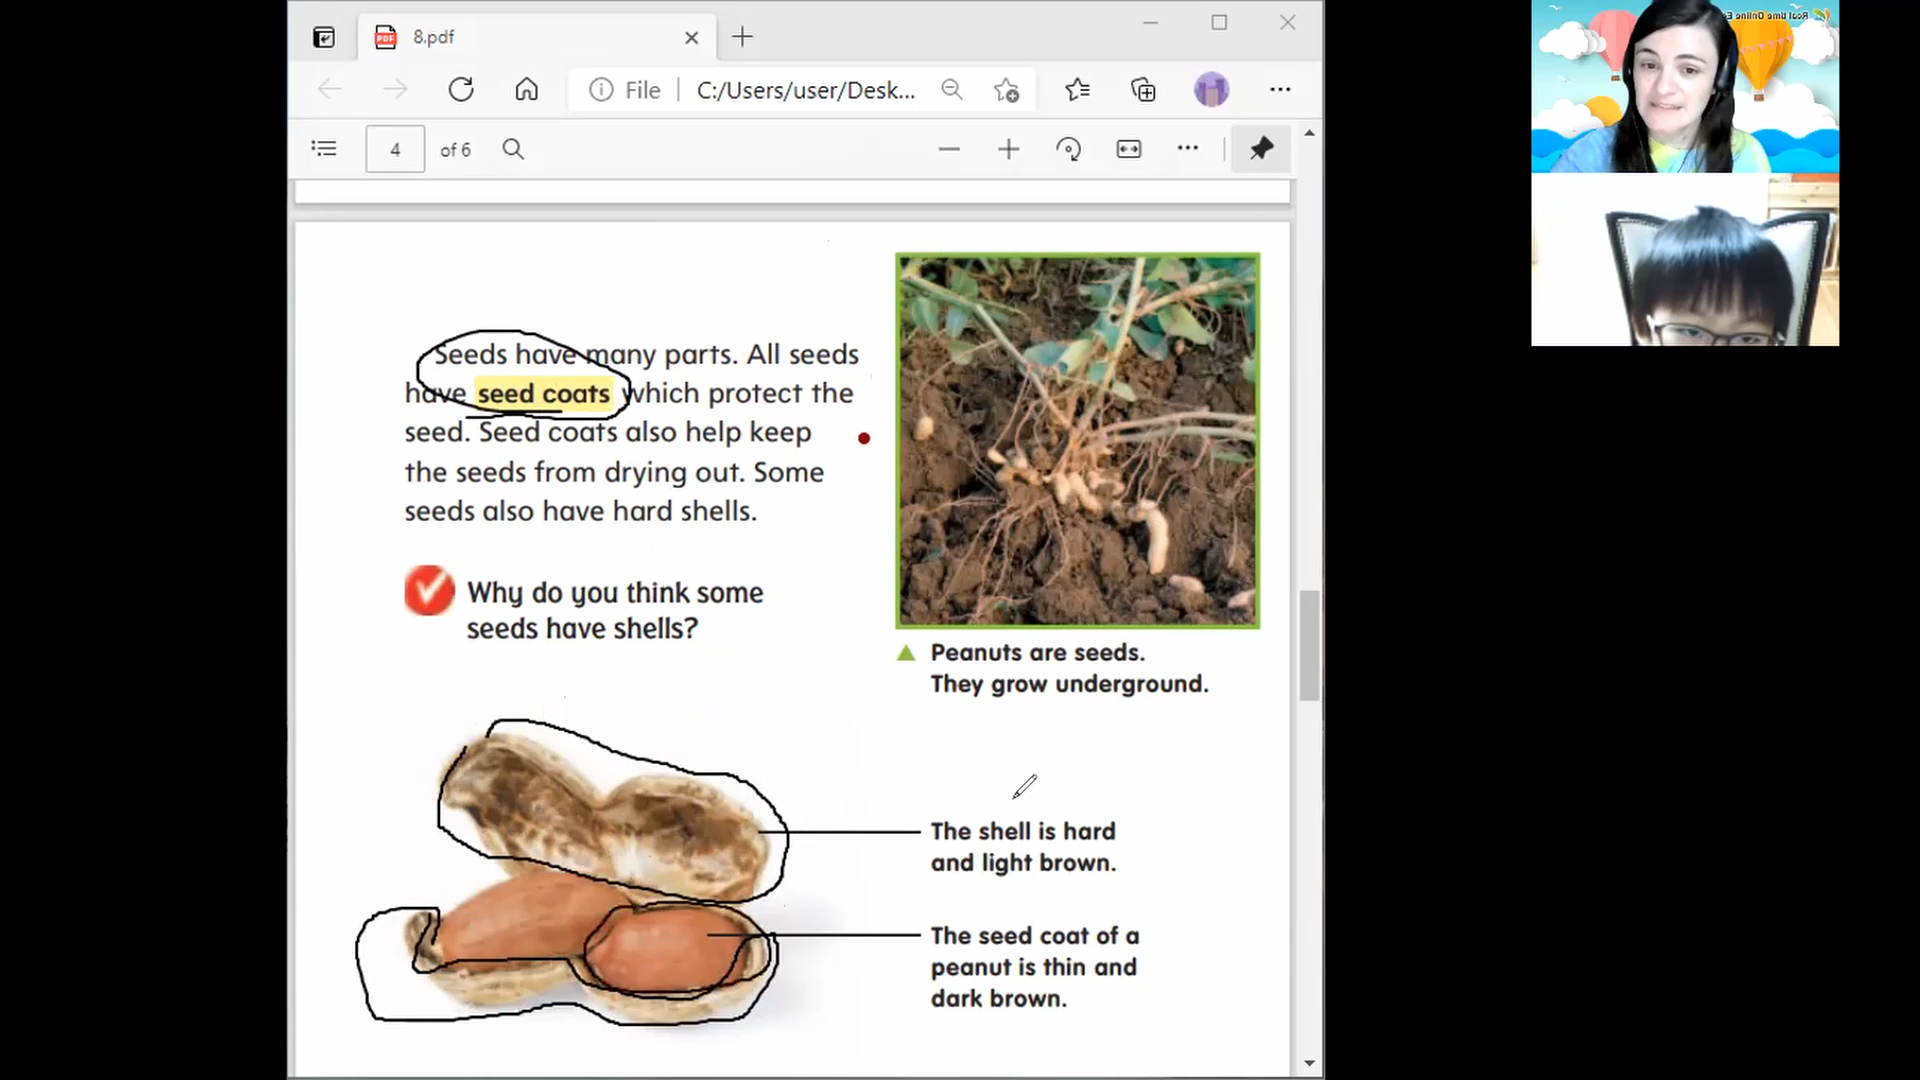 8.pdf
File
C:/Users/user/Desk...
4
of 6
Real time Online E
Seeds have many parts. All seeds
have seed coats which protect the
seed. Seed coats also help keep
the seeds from drying out. Some
seeds also have hard shells.
Why do you think some
seeds have shells?
Peanuts are seeds.
They grow underground.
The shell is hard
and light brown.
The seed coat of a
peanut is thin and
dark brown.